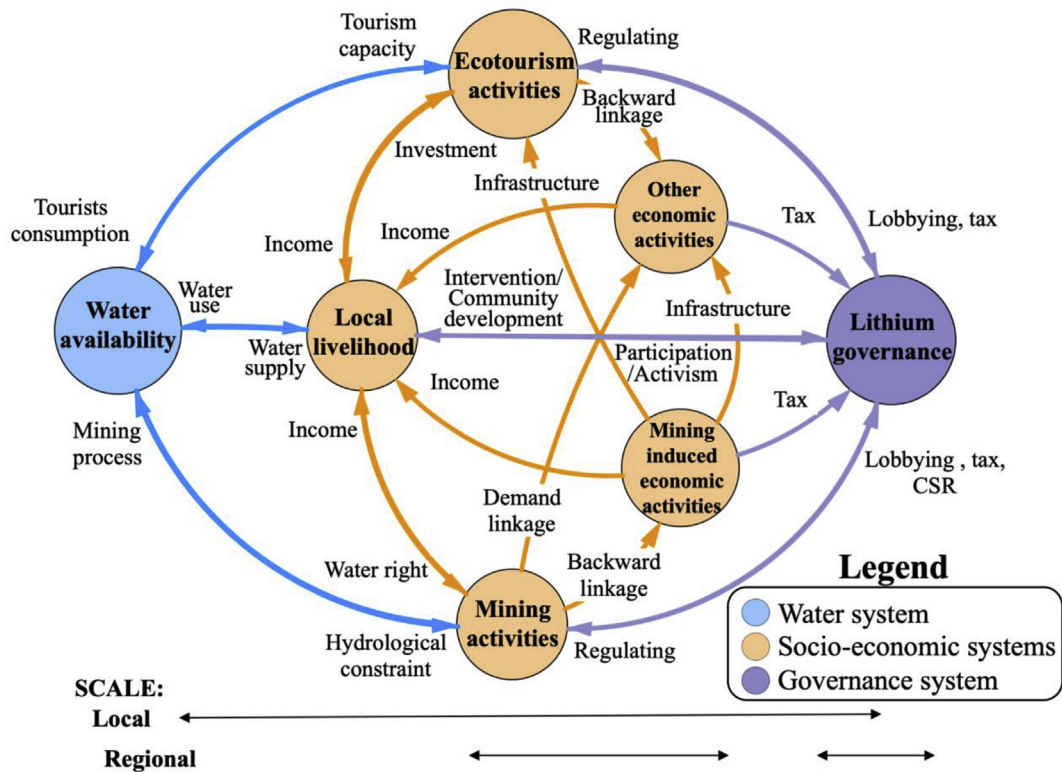 Tourism
capacity
Ecotourism
activities
Regulating
Backward
linkage
Investment
Infrastructure
Other
economic
activities
Tourists
consumption
Income
Income
Tax
Lobbying, tax
Water
availability
Water
use
Water
supply
Local
livelihood
Intervention/
Community
development
Infrastructure
Lithium
governance
Participation
/Activism
Income
Income
Tax
Mining
process
Mining
induced
economic
activities
Lobbying , tax,
CSR
Demand
linkage
Backward
linkage
Water right
Mining
activities
Hydrological
constraint
Regulating
Legend
Water system
Socio-economic systems
Governance system
SCALE:
Local
Regional